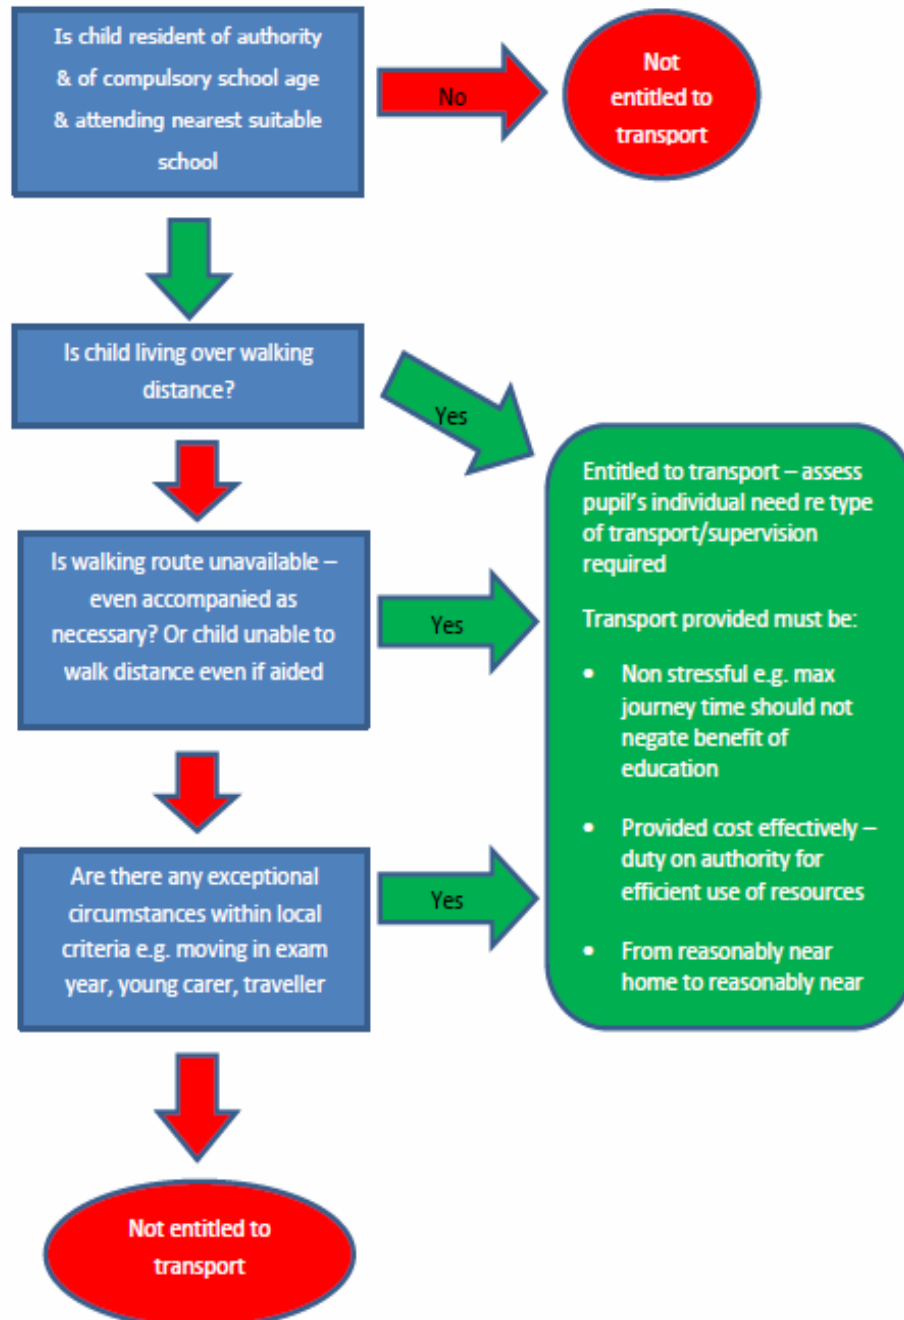 Is child resident of authority
& of compulsory school age
& attending nearest suitable
school
No
Not
entitled to
transport
Is child living over walking
distance?
Yes
Is walking route unavailable –
even accompanied as
necessary? Or child unable to
walk distance even if aided
Yes
Are there any exceptional
circumstances within local
criteria e.g. moving in exam
year, young carer, traveller
Yes
Entitled to transport – assess
pupil's individual need re type
of transport/supervision
required
Transport provided must be:
• Non stressful e.g. max
journey time should not
negate benefit of
education
• Provided cost effectively –
duty on authority for
efficient use of resources
• From reasonably near
home to reasonably near
Not entitled to
transport